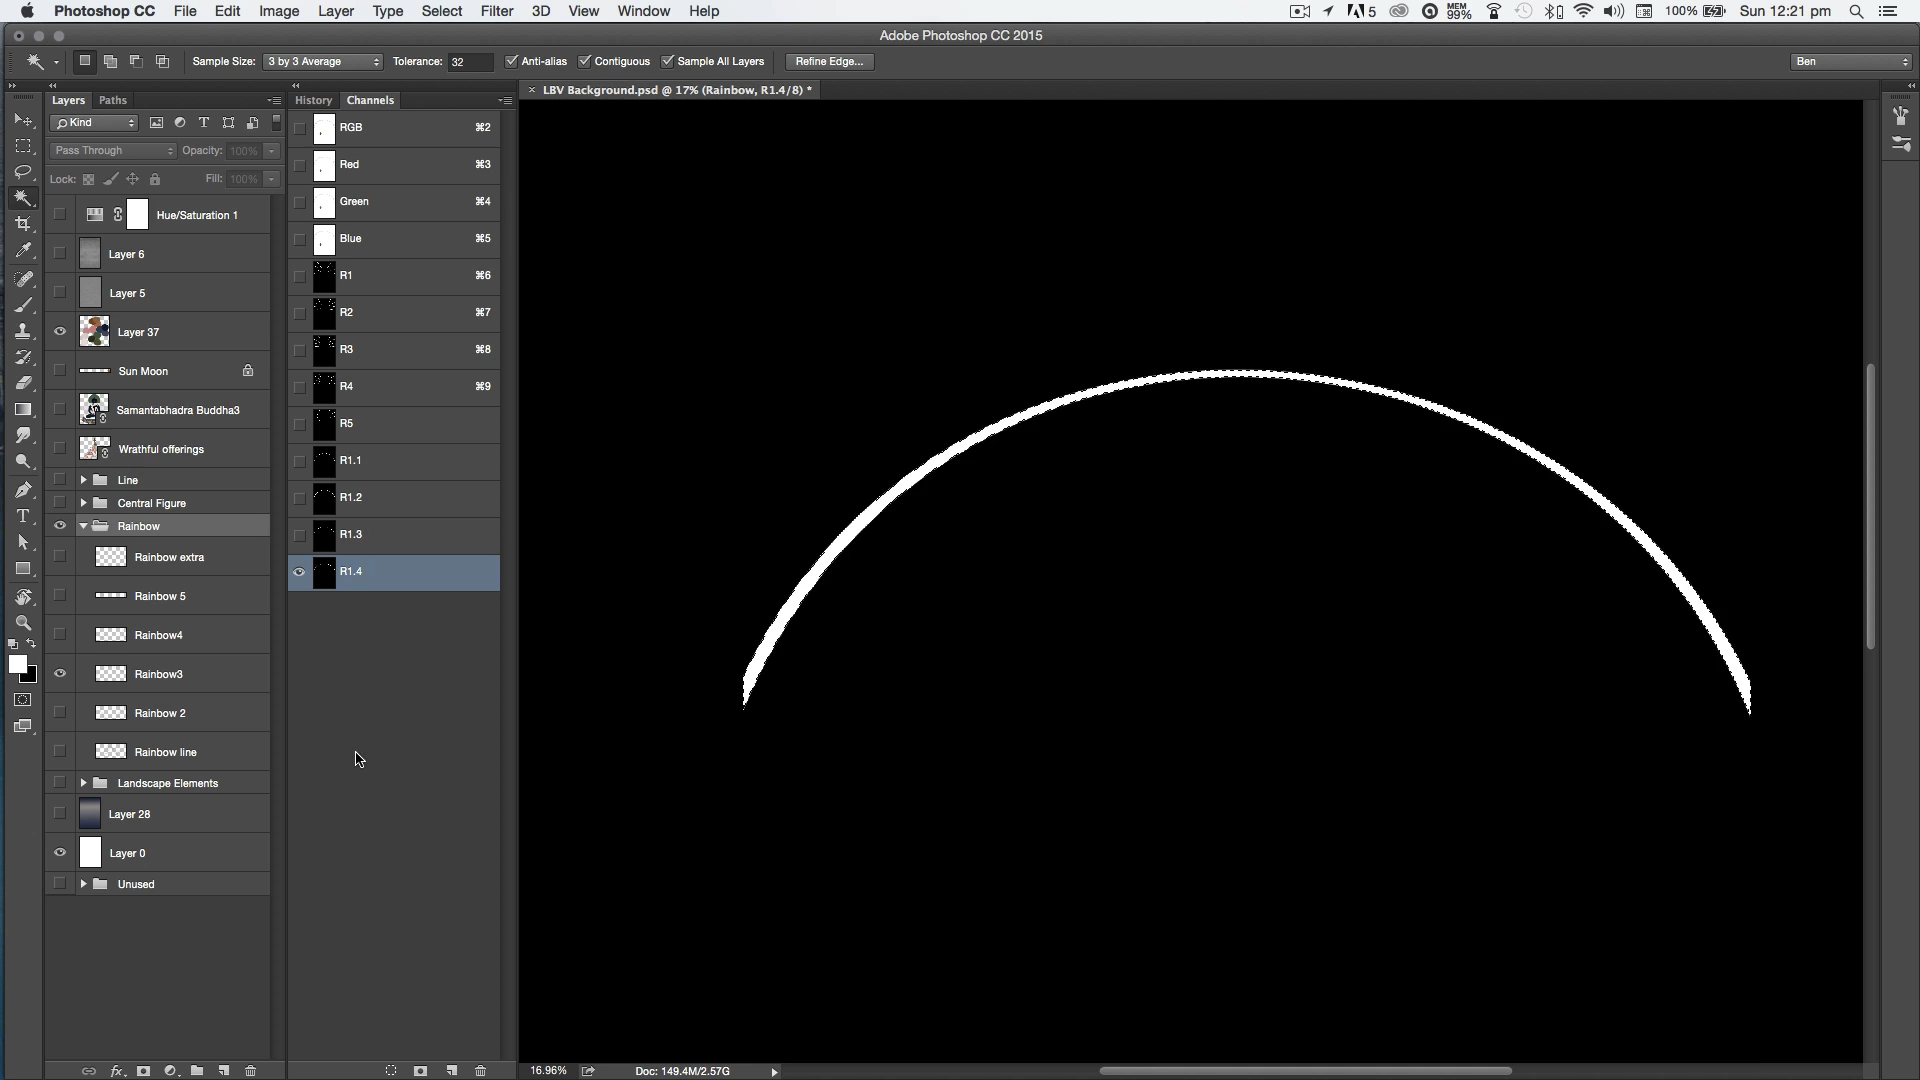 Photoshop CC File Edit Image Layer Type Select Filter 3D View Window Help 5 MEM 99% 100% Sun 12:21 pm
Adobe Photoshop CC 2015
Sample Size: 3 by 3 Average Tolerance: 32 Anti-alias Contiguous Sample All Layers Refine Edge... Ben
× LBV Background.psd @ 17% (Rainbow, R1.4/8) *
Layers Paths
Kind
Pass Through Opacity: 100%
Lock: Fill: 100%
Hue/Saturation 1
Layer 6
Layer 5
Layer 37
Sun Moon
Samantabhadra Buddha3
Wrathful offerings
Line
Central Figure
Rainbow
Rainbow extra
Rainbow 5
Rainbow4
Rainbow3
Rainbow 2
Rainbow line
Landscape Elements
Layer 28
Layer 0
Unused
fx
History Channels
RGB ⌘2
Red ⌘3
Green ⌘4
Blue ⌘5
R1 ⌘6
R2 ⌘7
R3 ⌘8
R4 ⌘9
R5
R1.1
R1.2
R1.3
R1.4
16.96% Doc: 149.4M/2.57G